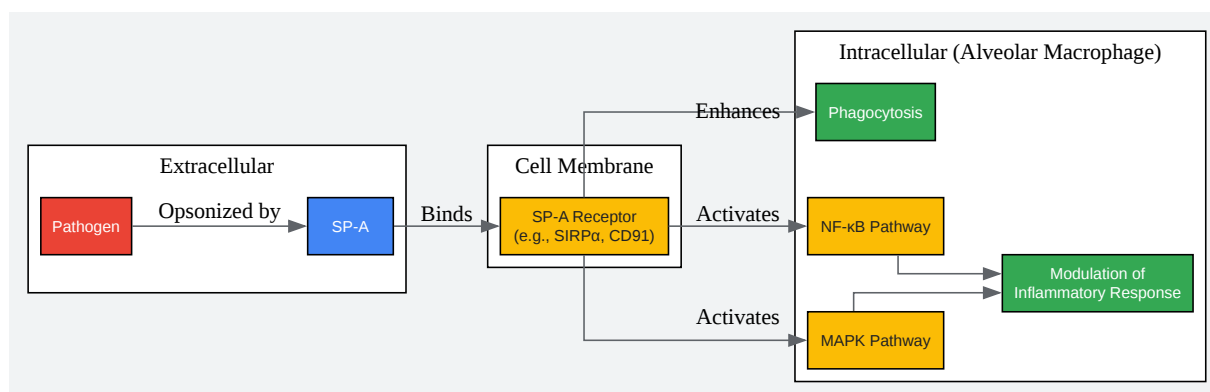 Intracellular (Alveolar Macrophage)
Enhances
Phagocytosis
Extracellular
Cell Membrane
Pathogen
Opsonized by
SP-A
Binds
SP-A Receptor
(e.g., SIRPα, CD91)
Activates
NF-κB Pathway
Modulation of
Inflammatory Response
Activates
MAPK Pathway